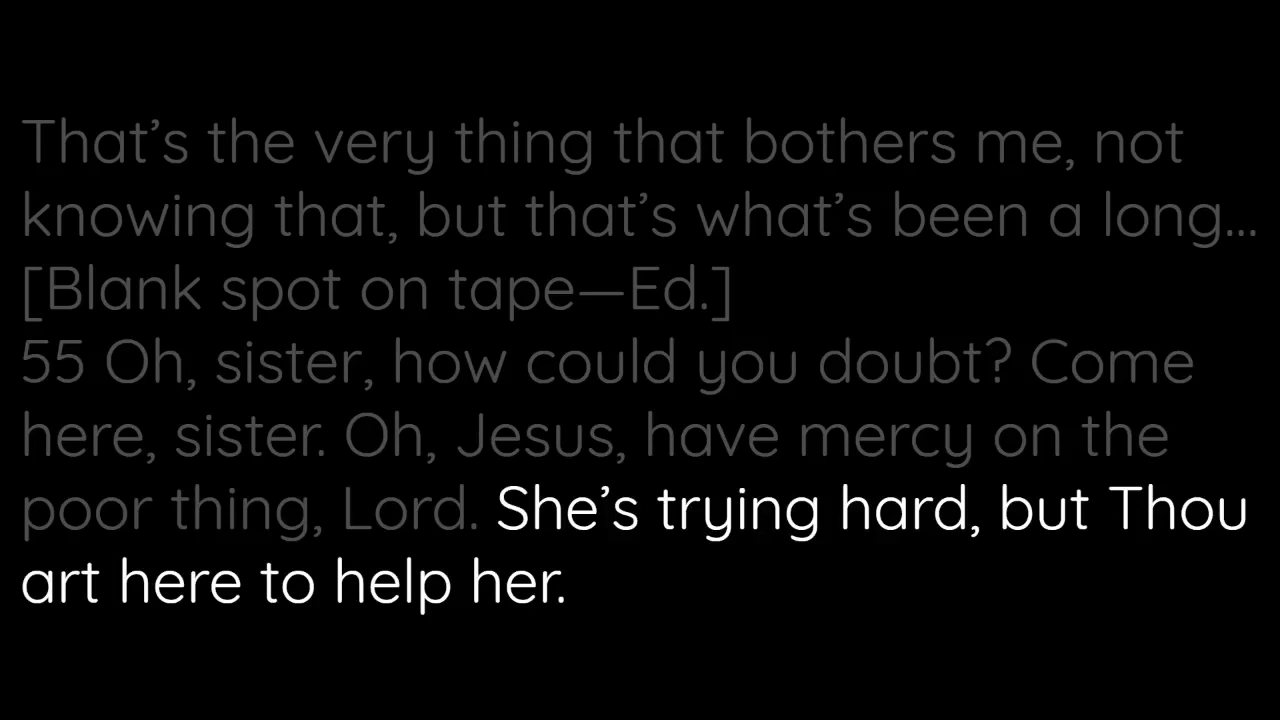 That’s the very thing that bothers me, not
knowing that, but that’s what’s been a long...
[Blank spot on tape—Ed.]
55 Oh, sister, how could you doubt? Come
here, sister. Oh, Jesus, have mercy on the
poor thing, Lord. She’s trying hard, but Thou
art here to help her.